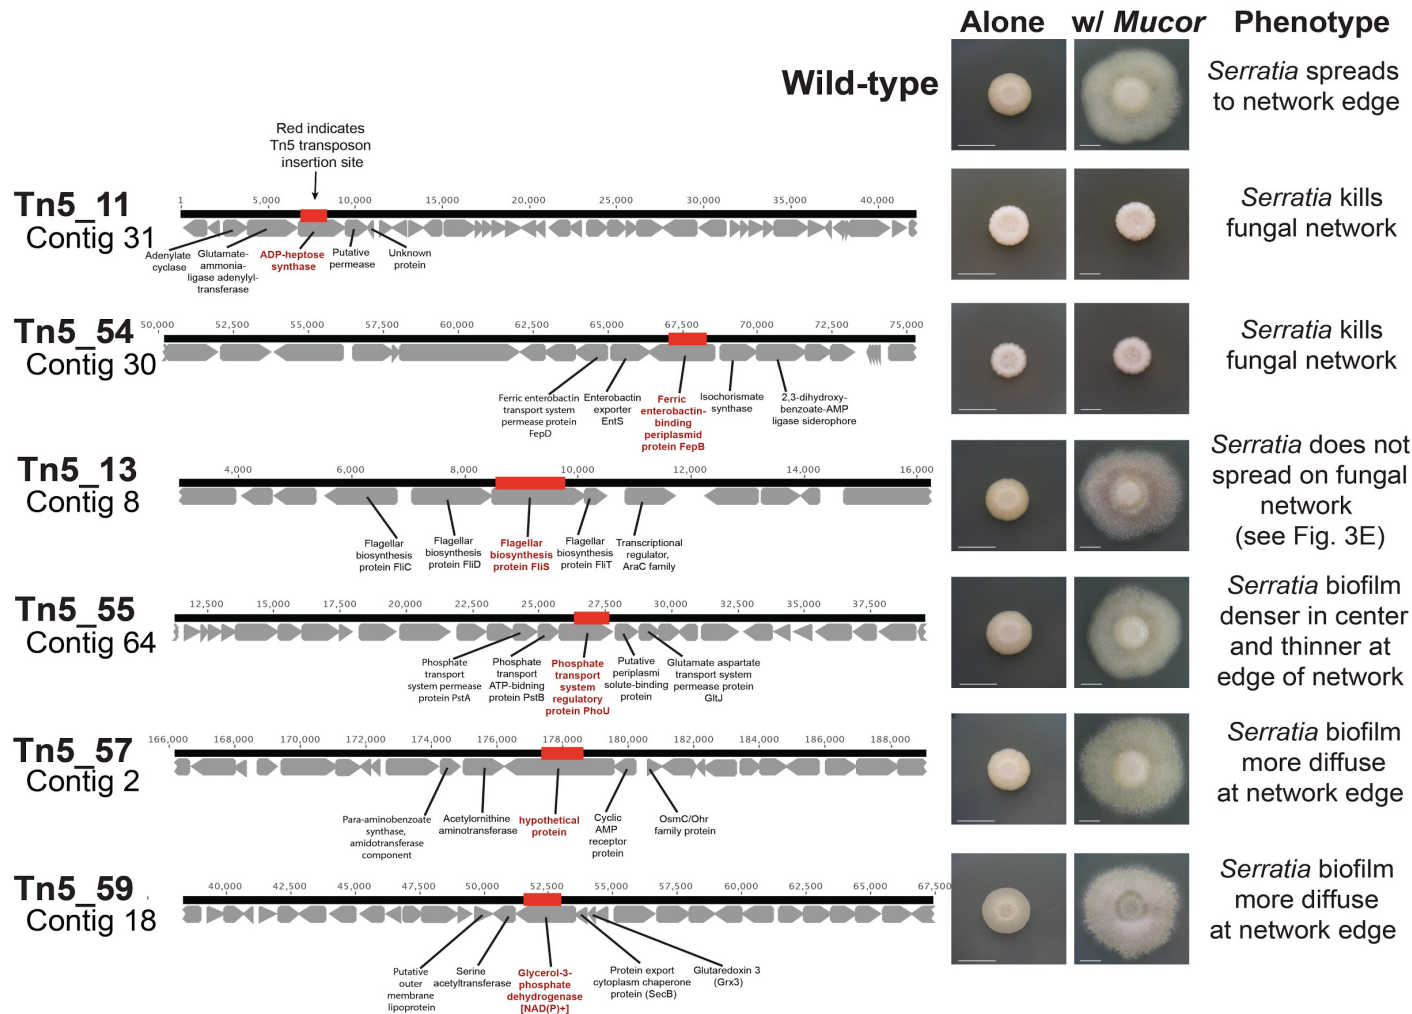 Alone w/ Mucor Phenotype
Wild-type
Serratia spreads
to network edge
Red indicates
Tn5 transposon
insertion site
Tn5_11
Contig 31
1 5,000 10,000 15,000 20,000 25,000 30,000 35,000 40,000
Adenylate
cyclase
Glutamate-
ammonia-
ligase adenylyl-
transferase
ADP-heptose
synthase
Putative
permease
Unknown
protein
Serratia kills
fungal network
Tn5_54
Contig 30
50,000 52,500 55,000 57,500 60,000 62,500 65,000 67,500 70,000 72,500 75,000
Ferric enterobactin
transport system
permease protein
FepD
Enterobactin
exporter
EntS
Ferric
enterobactin-
binding
periplasmid
protein FepB
Isochorismate
synthase
2,3-dihydroxy-
benzoate-AMP
ligase siderophore
Serratia kills
fungal network
Tn5_13
Contig 8
4,000 6,000 8,000 10,000 12,000 14,000 16,000
Flagellar
biosynthesis
protein FliC
Flagellar
biosynthesis
protein FliD
Flagellar
biosynthesis
protein FliS
Flagellar
biosynthesis
protein FliT
Transcriptional
regulator,
AraC family
Serratia does not
spread on fungal
network
(see Fig. 3E)
Tn5_55
Contig 64
12,500 15,000 17,500 20,000 22,500 25,000 27,500 30,000 32,500 35,000 37,500
Phosphate
transport
system permease
protein PstA
Phosphate
transport
ATP-bidning
protein PstB
Phosphate
transport
system
regulatory
protein PhoU
Putative
periplasmi
solute-binding
protein
Glutamate aspartate
transport system
permease protein
GltJ
Serratia biofilm
denser in center
and thinner at
edge of network
Tn5_57
Contig 2
166,000 168,000 170,000 172,000 174,000 176,000 178,000 180,000 182,000 184,000 186,000 188,000
Para-aminobenzoate
synthase,
amidotransferase
component
Acetylornithine
aminotransferase
hypothetical
protein
Cyclic
AMP
receptor
protein
OsmC/Ohr
family protein
Serratia biofilm
more diffuse
at network edge
Tn5_59
Contig 18
40,000 42,500 45,000 47,500 50,000 52,500 55,000 57,500 60,000 62,500 65,000 67,500
Putative
outer
membrane
lipoprotein
Serine
acetyltransferase
Glycerol-3-
phosphate
dehydrogenase
[NAD(P)+]
Protein export
cytoplasm chaperone
protein (SecB)
Glutaredoxin 3
(Grx3)
Serratia biofilm
more diffuse
at network edge